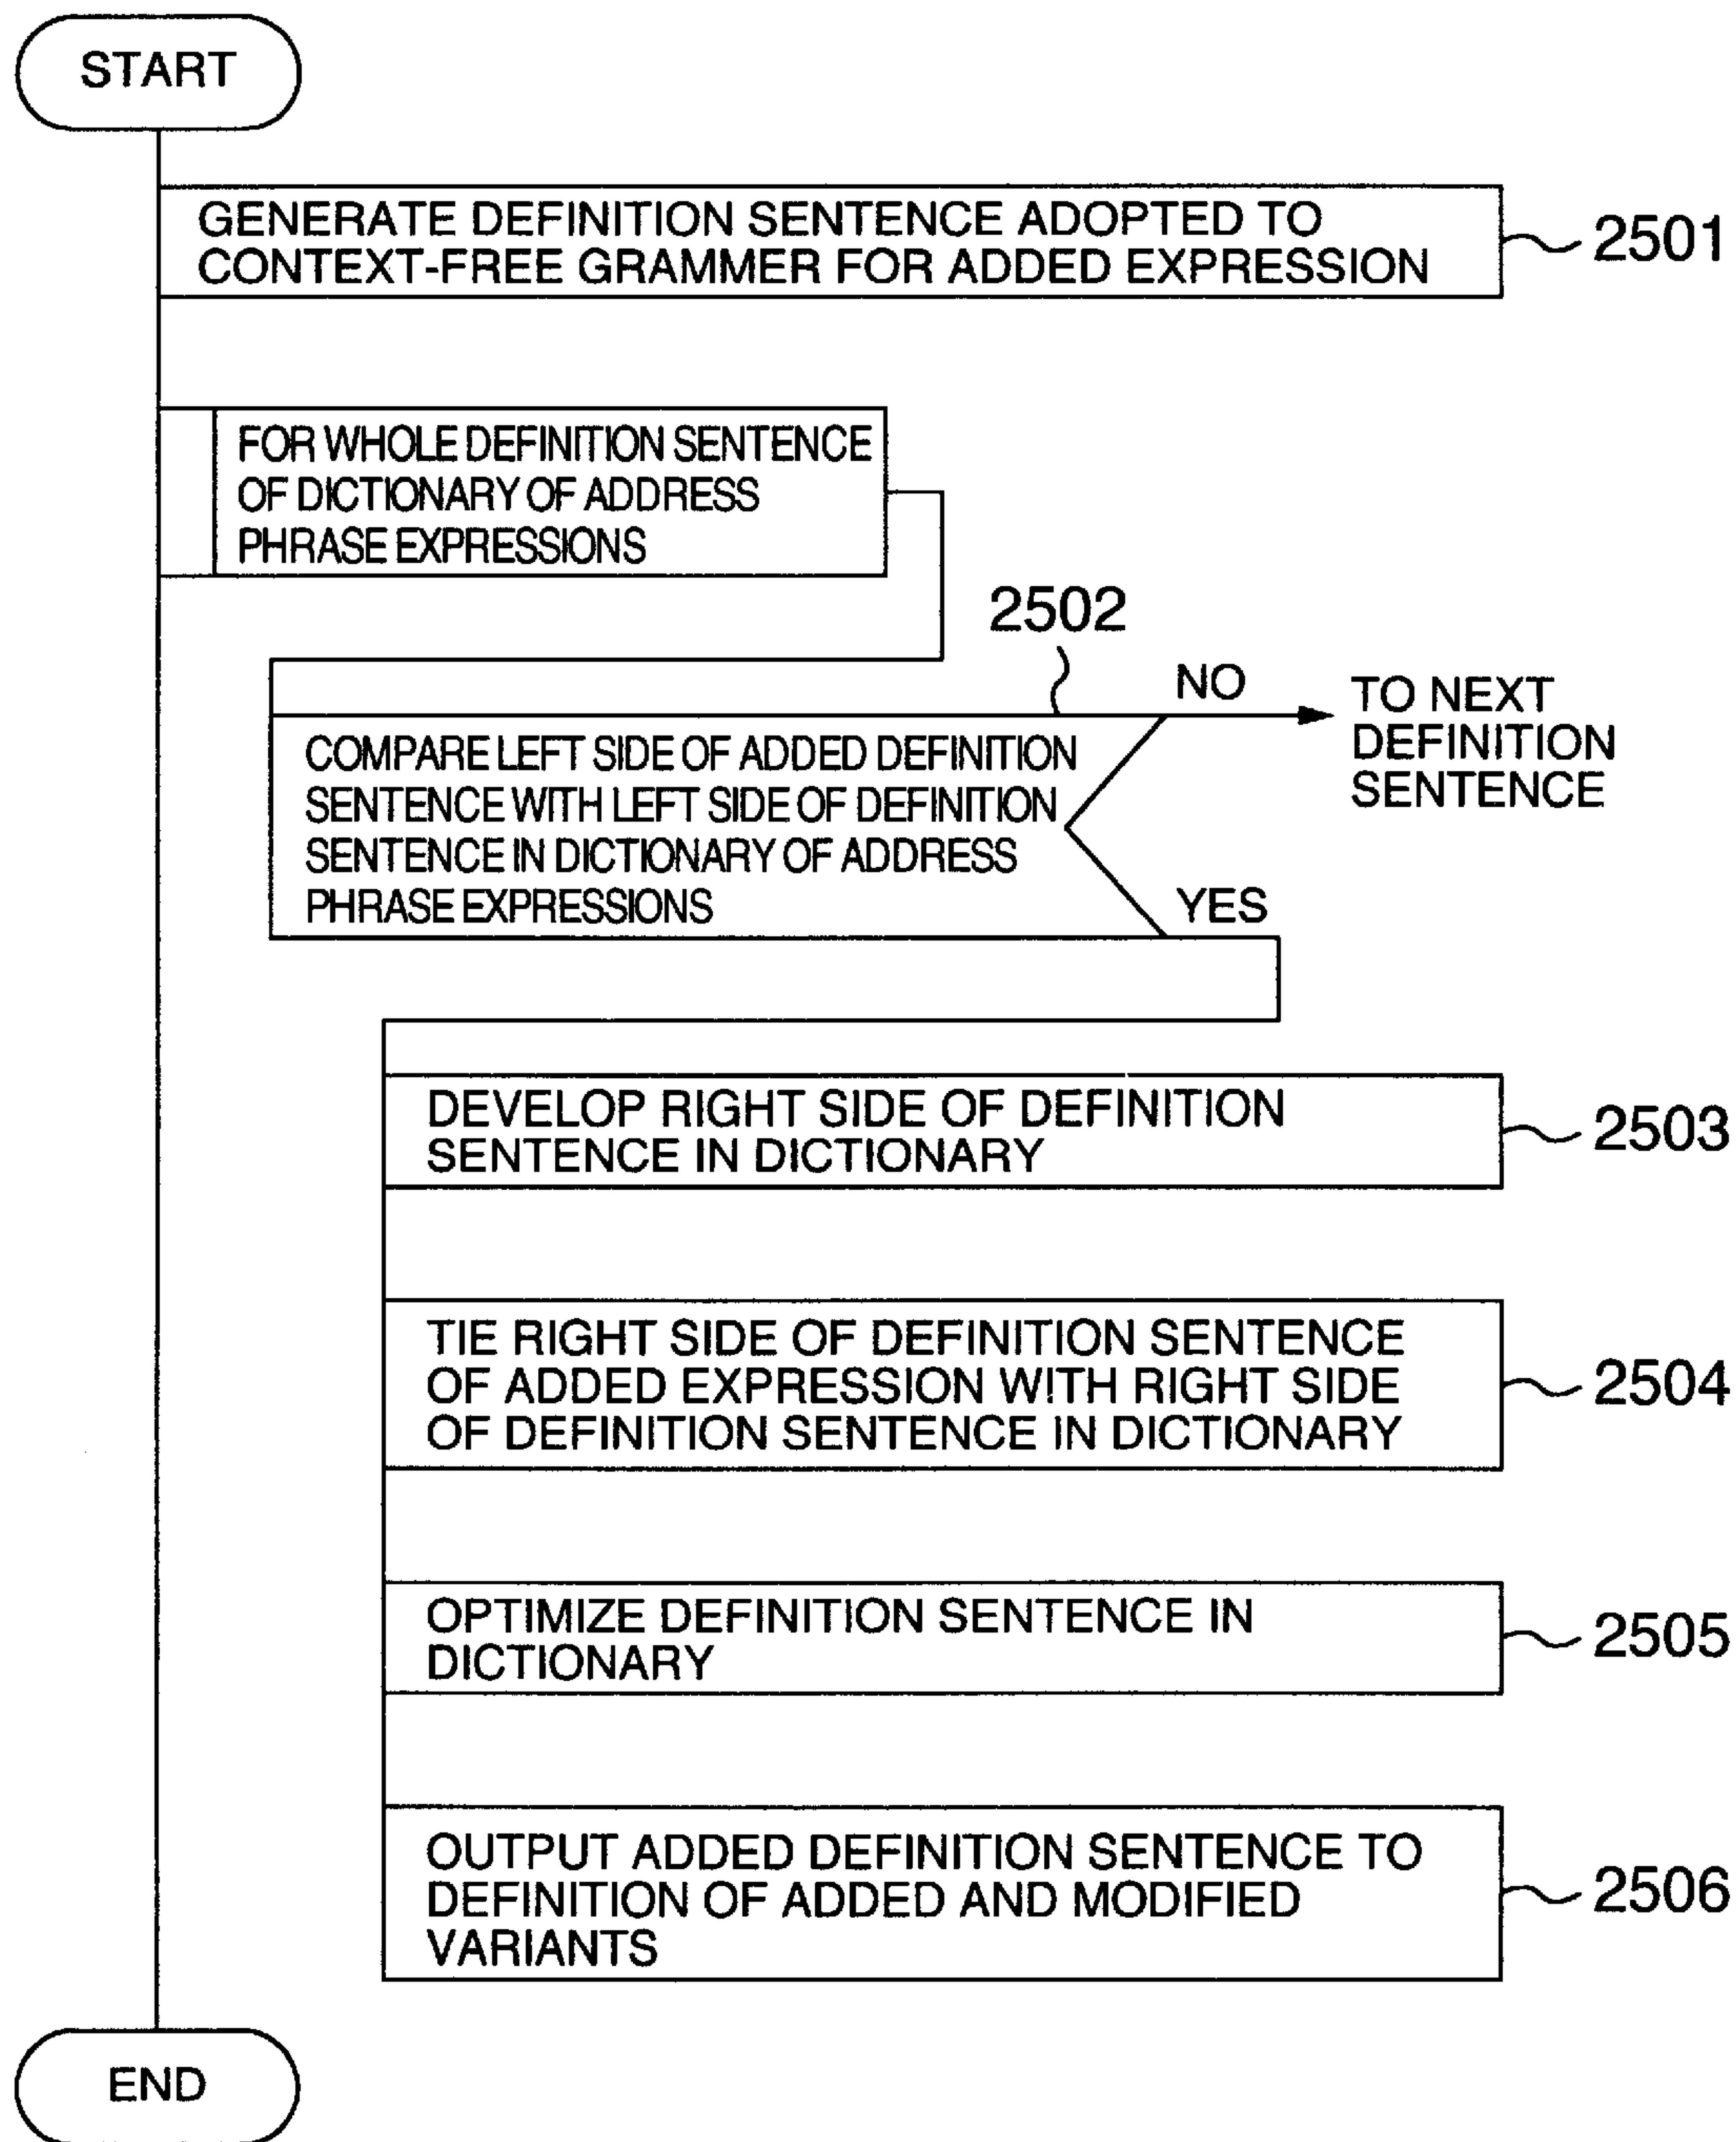 START
GENERATE DEFINITION SENTENCE ADOPTED TO
CONTEXT-FREE GRAMMER FOR ADDED EXPRESSION
2501
FOR WHOLE DEFINITION SENTENCE
OF DICTIONARY OF ADDRESS
PHRASE EXPRESSIONS
2502
NO
TO NEXT
DEFINITION
SENTENCE
COMPARE LEFT SIDE OF ADDED DEFINITION
SENTENCE WITH LEFT SIDE OF DEFINITION
SENTENCE IN DICTIONARY OF ADDRESS
PHRASE EXPRESSIONS
YES
DEVELOP RIGHT SIDE OF DEFINITION
SENTENCE IN DICTIONARY
2503
TIE RIGHT SIDE OF DEFINITION SENTENCE
OF ADDED EXPRESSION WITH RIGHT SIDE
OF DEFINITION SENTENCE IN DICTIONARY
2504
OPTIMIZE DEFINITION SENTENCE IN
DICTIONARY
2505
OUTPUT ADDED DEFINITION SENTENCE TO
DEFINITION OF ADDED AND MODIFIED
VARIANTS
2506
END